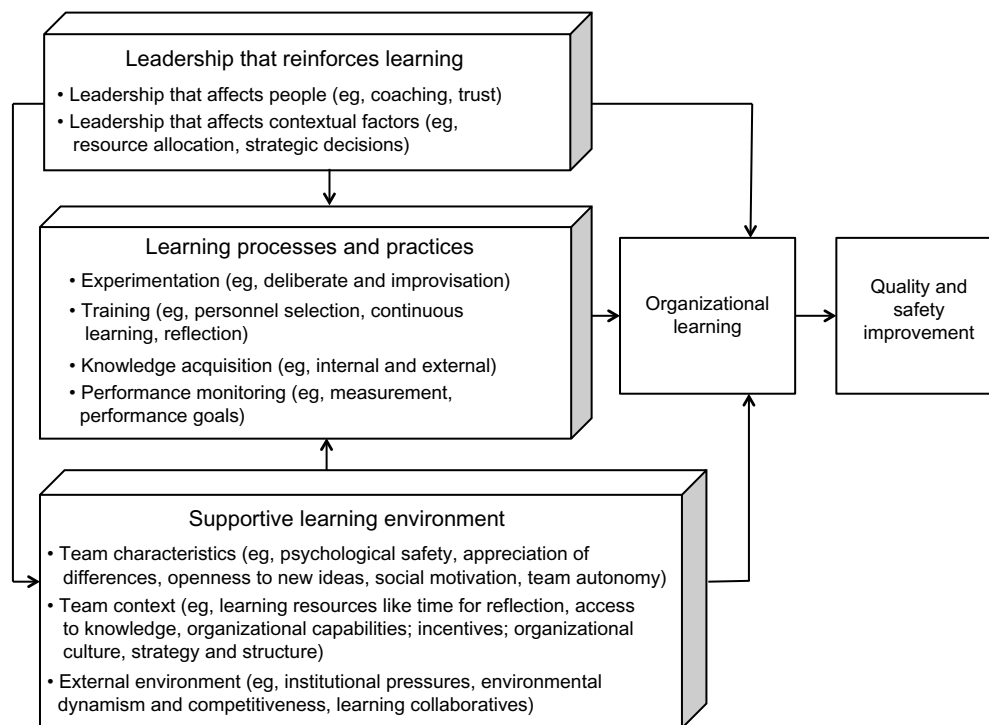 Leadership that reinforces learning
• Leadership that affects people (eg, coaching, trust)
• Leadership that affects contextual factors (eg,
resource allocation, strategic decisions)
Learning processes and practices
• Experimentation (eg, deliberate and improvisation)
• Training (eg, personnel selection, continuous
learning, reflection)
• Knowledge acquisition (eg, internal and external)
• Performance monitoring (eg, measurement,
performance goals)
Organizational
learning
Quality and
safety
improvement
Supportive learning environment
• Team characteristics (eg, psychological safety, appreciation of
differences, openness to new ideas, social motivation, team autonomy)
• Team context (eg, learning resources like time for reflection, access
to knowledge, organizational capabilities; incentives; organizational
culture, strategy and structure)
• External environment (eg, institutional pressures, environmental
dynamism and competitiveness, learning collaboratives)